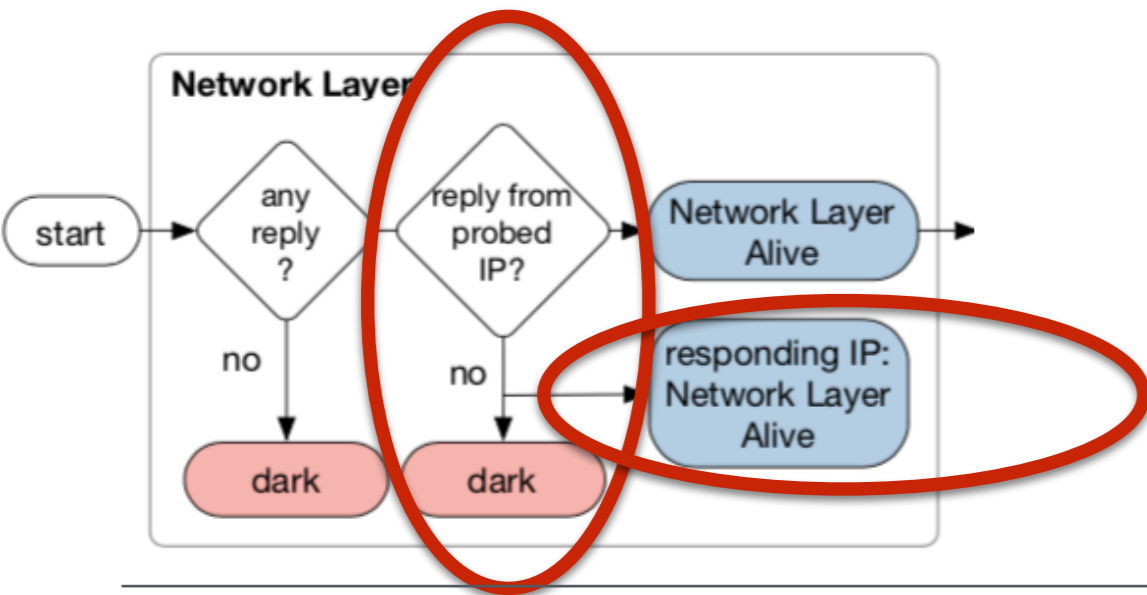 Network Layer
start
any
reply
?
reply from
probed
IP?
Network Layer
Alive
no
no
responding IP:
Network Layer
Alive
dark
dark